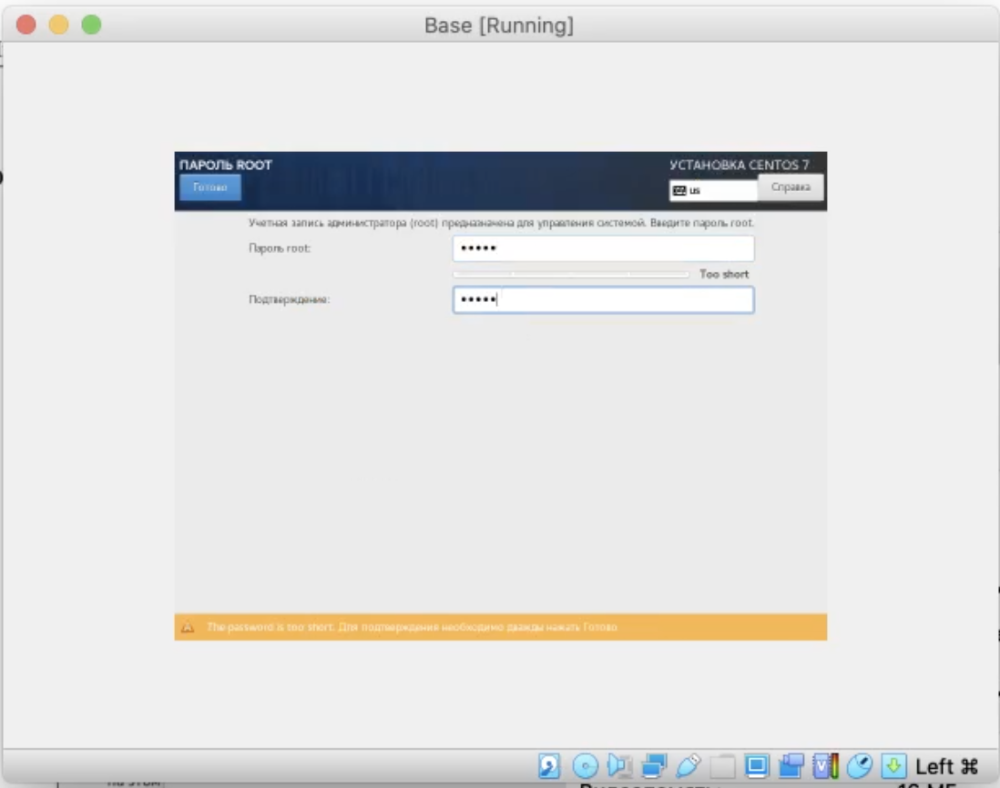 Base [Running]
ПАРОЛЬ ROOT
УСТАНОВКА CENTOS 7
Готово
us
Справка
Учетная запись администратора (root) предназначена для управления системой. Введите пароль root.
Пароль root:
•••••
Too short
Подтверждение:
•••••
The password is too short. Для подтверждения необходимо дважды нажать Готово
Left ⌘